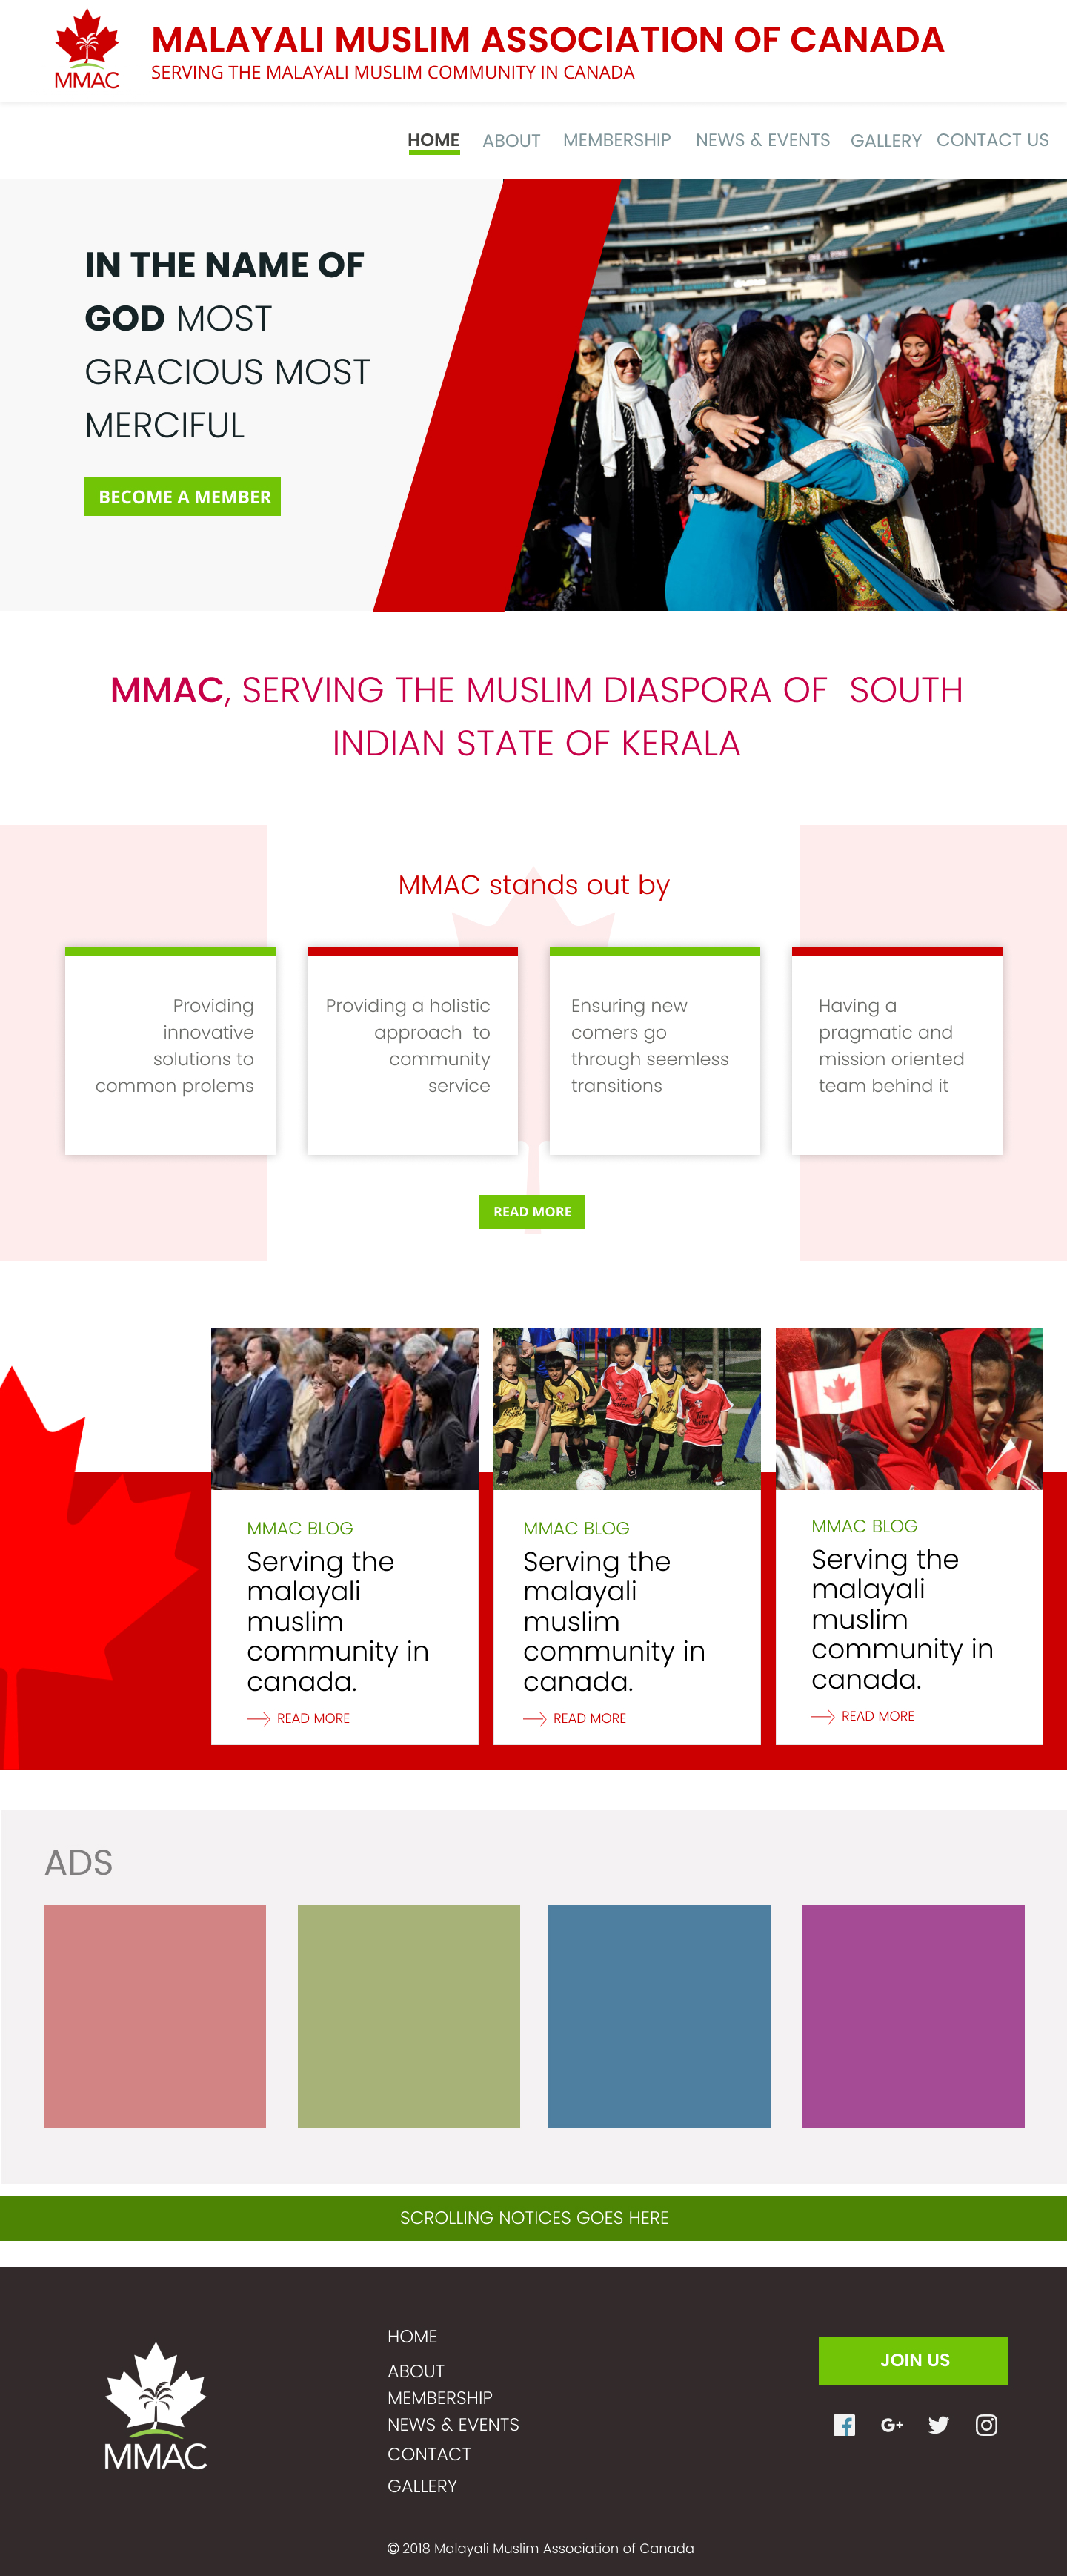 MMAC
MALAYALI MUSLIM ASSOCIATION OF CANADA
SERVING THE MALAYALI MUSLIM COMMUNITY IN CANADA
HOME ABOUT MEMBERSHIP NEWS & EVENTS GALLERY CONTACT US
IN THE NAME OF
GOD MOST
GRACIOUS MOST
MERCIFUL
BECOME A MEMBER
MMAC, SERVING THE MUSLIM DIASPORA OF SOUTH
INDIAN STATE OF KERALA
MMAC stands out by
Providing
innovative
solutions to
common prolems
Providing a holistic
approach to
community
service
Ensuring new
comers go
through seemless
transitions
Having a
pragmatic and
mission oriented
team behind it
READ MORE
MMAC BLOG
Serving the
malayali
muslim
community in
canada.
READ MORE
MMAC BLOG
Serving the
malayali
muslim
community in
canada.
READ MORE
MMAC BLOG
Serving the
malayali
muslim
community in
canada.
READ MORE
ADS
SCROLLING NOTICES GOES HERE
MMAC
HOME
ABOUT
MEMBERSHIP
NEWS & EVENTS
CONTACT
GALLERY
JOIN US
G+
© 2018 Malayali Muslim Association of Canada